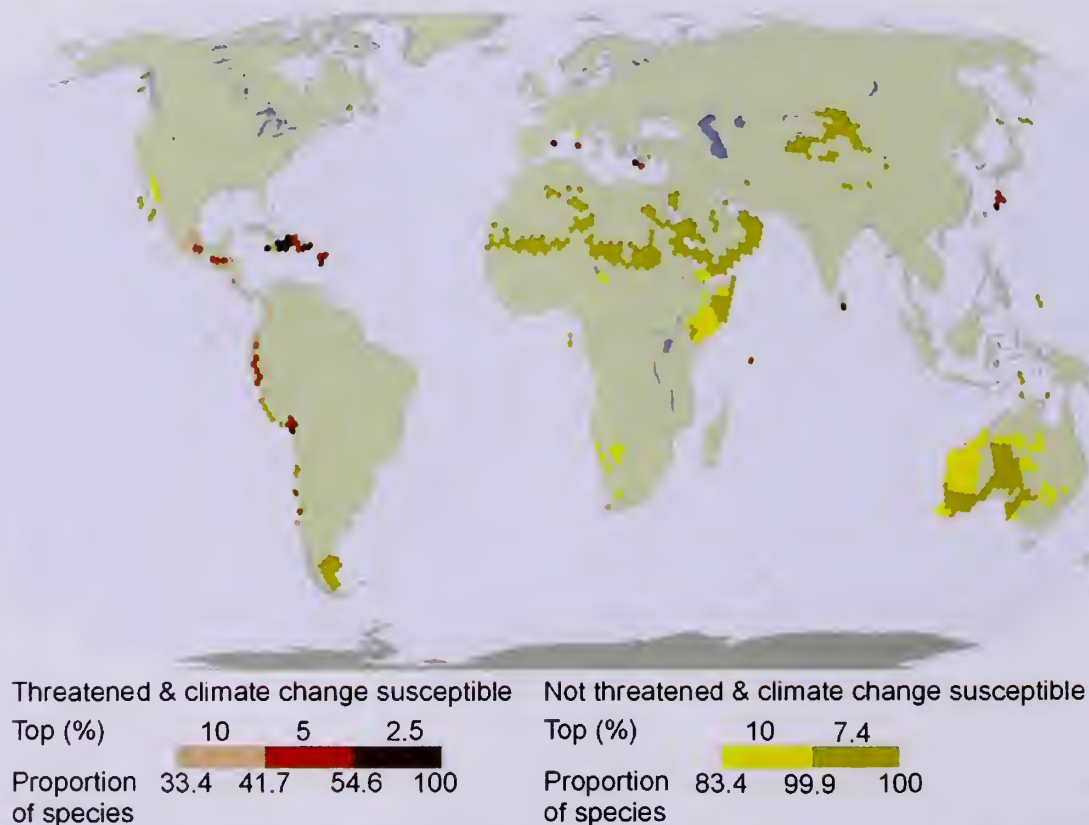 Threatened & climate change susceptible
Top (%) 10 5 2.5
Proportion 33.4 41.7 54.6 100
of species
Not threatened & climate change susceptible
Top (%) 10 7.4
Proportion 83.4 99.9 100
of species